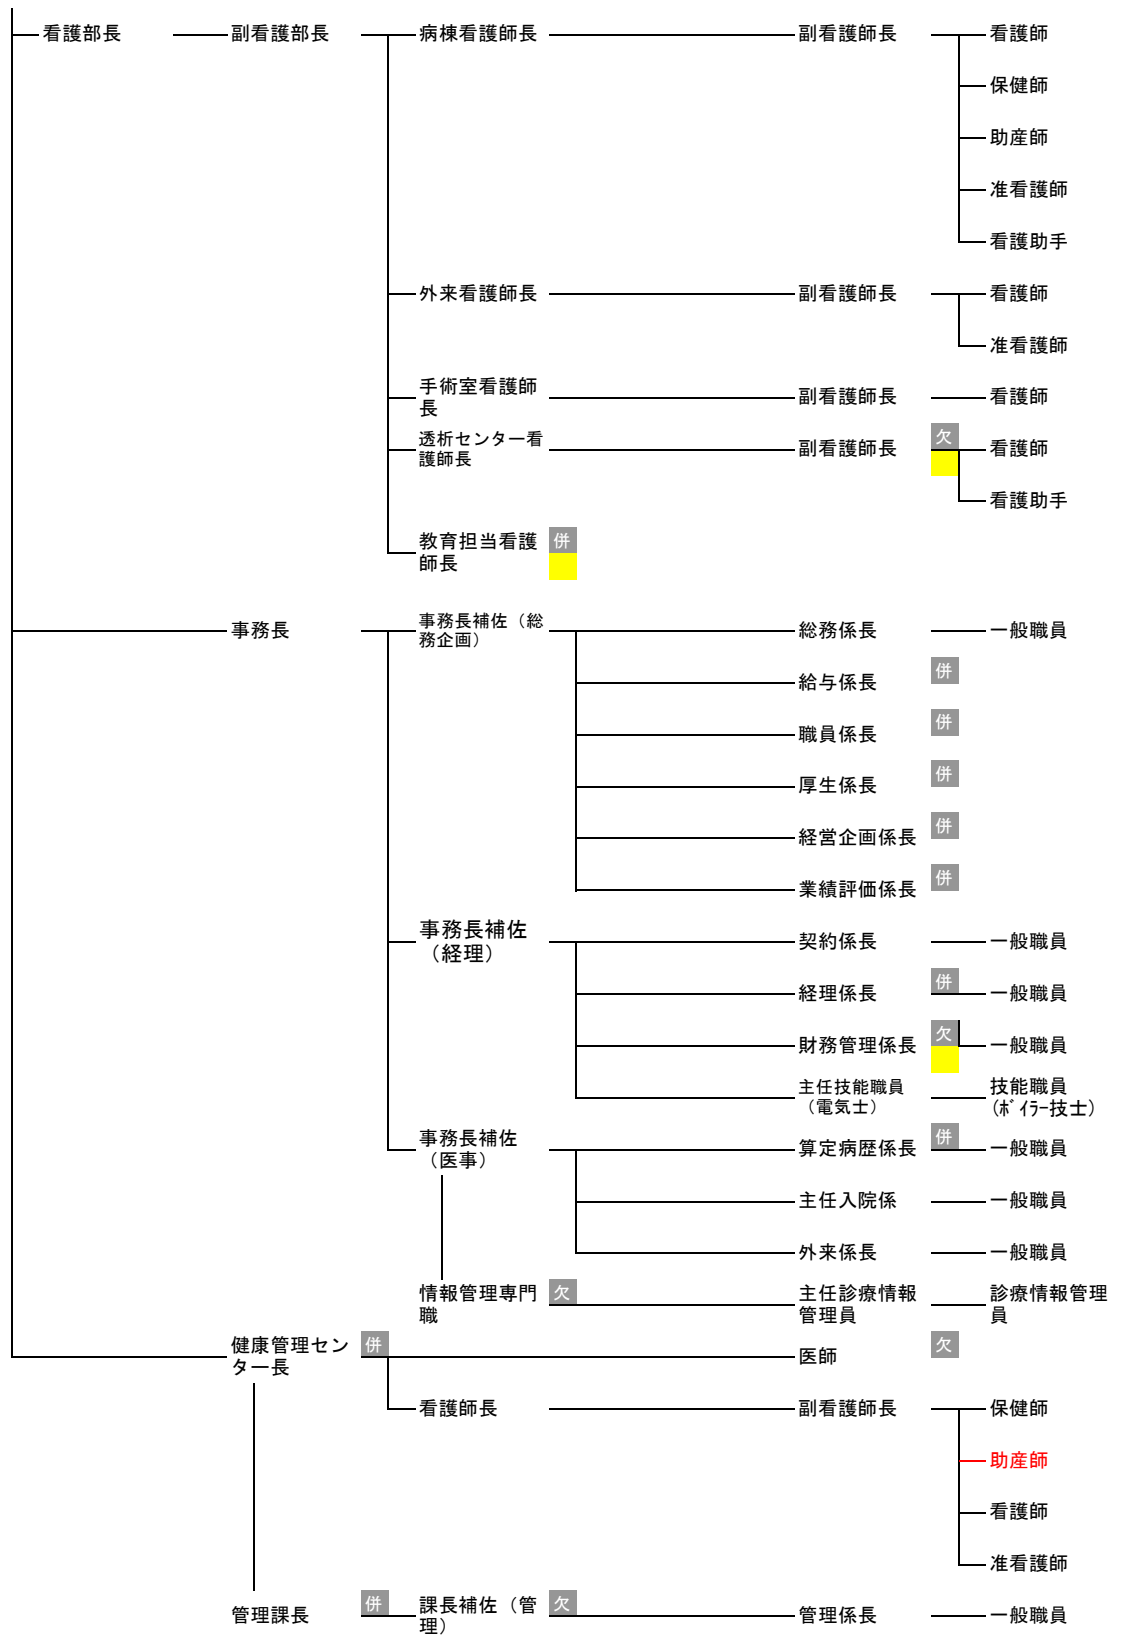 看護部長 副看護部長 病棟看護師長 副看護師長 看護師
保健師
助産師
准看護師
看護助手
外来看護師長 副看護師長 看護師
准看護師
手術室看護師
長
副看護師長 看護師
透析センター看
護師長
副看護師長 欠 看護師
看護助手
教育担当看護
師長
併
事務長
事務長補佐（総
務企画）
総務係長 一般職員
給与係長 併
職員係長 併
厚生係長 併
経営企画係長 併
業績評価係長 併
事務長補佐
（経理）
契約係長 一般職員
経理係長 併 一般職員
財務管理係長 欠 一般職員
主任技能職員
（電気士）
技能職員
(ﾎﾞｲﾗｰ技士)
事務長補佐
（医事）
算定病歴係長 併 一般職員
主任入院係 一般職員
外来係長 一般職員
情報管理専門
職
欠
主任診療情報
管理員
診療情報管理
員
健康管理セン
ター長
併
医師 欠
看護師長 副看護師長 保健師
助産師
看護師
准看護師
管理課長 併
課長補佐（管
理）
欠
管理係長 一般職員